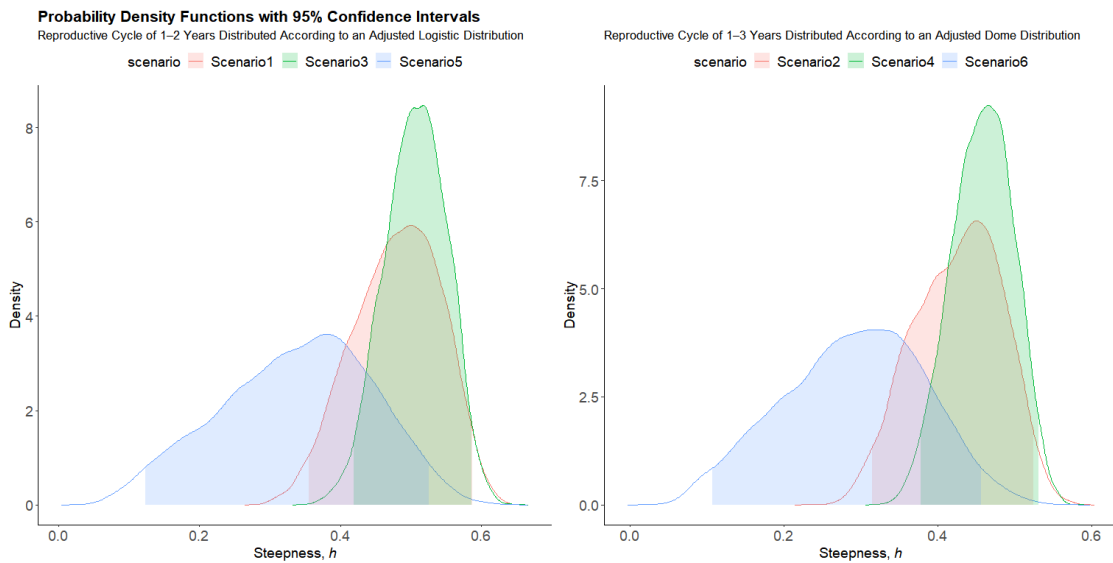 Probability Density Functions with 95% Confidence Intervals
Reproductive Cycle of 1–2 Years Distributed According to an Adjusted Logistic Distribution
scenario Scenario1 Scenario3 Scenario5
8
6
4
2
0
Density
0.0 0.2 0.4 0.6
Steepness, h
Reproductive Cycle of 1–3 Years Distributed According to an Adjusted Dome Distribution
scenario Scenario2 Scenario4 Scenario6
7.5
5.0
2.5
0.0
Density
0.0 0.2 0.4 0.6
Steepness, h